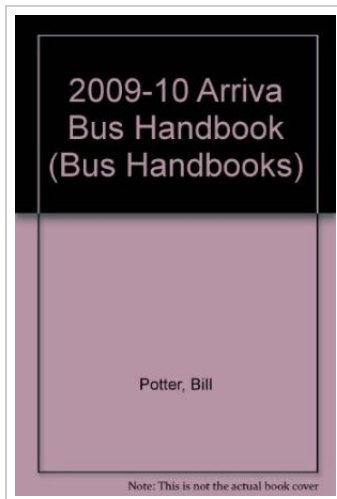 2009-10 Arriva
Bus Handbook
(Bus Handbooks)
Potter, Bill
Note: This is not the actual book cover